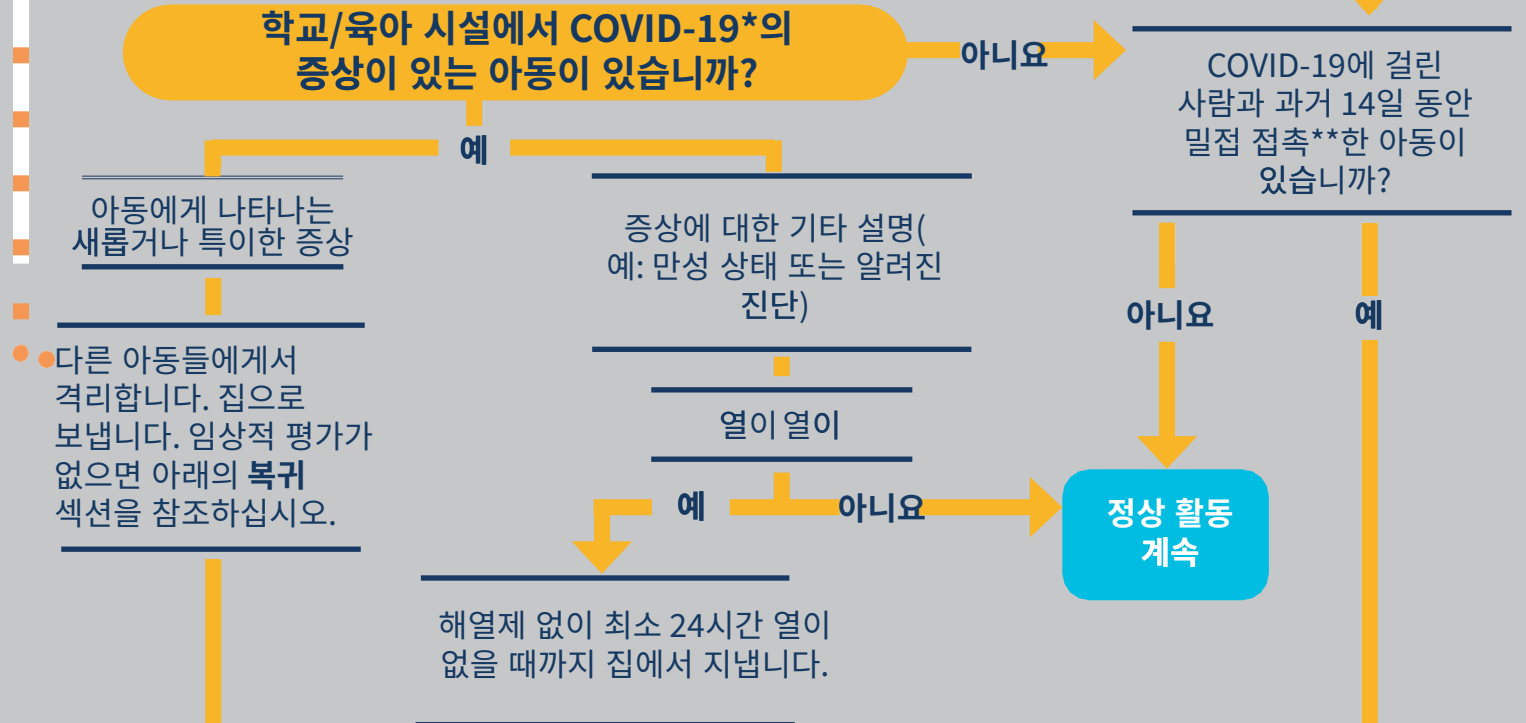 학교/육아 시설에서 COVID-19*의
증상이 있는 아동이 있습니까?
아니요
COVID-19에 걸린
사람과 과거 14일 동안
밀접 접촉**한 아동이
있습니까?
예
아동에게 나타나는
새롭거나 특이한 증상
증상에 대한 기타 설명(
예: 만성 상태 또는 알려진
진단)
아니요
예
다른 아동들에게서
격리합니다. 집으로
보냅니다. 임상적 평가가
없으면 아래의 복귀
섹션을 참조하십시오.
열이 열이
예
아니요
정상 활동
계속
해열제 없이 최소 24시간 열이
없을 때까지 집에서 지냅니다.